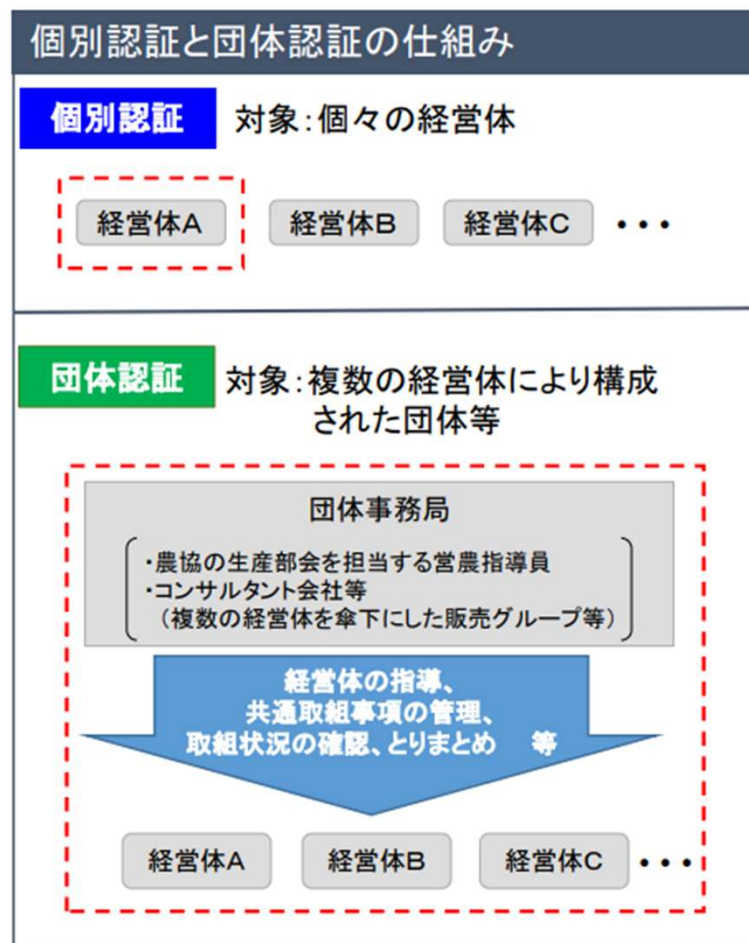 個別認証と団体認証の仕組み
個別認証
対象：個々の経営体
経営体A
経営体B
経営体C
・・・
団体認証
対象：複数の経営体により構成
された団体等
団体事務局
・農協の生産部会を担当する営農指導員
・コンサルタント会社等
（複数の経営体を傘下にした販売グループ等）
経営体の指導、
共通取組事項の管理、
取組状況の確認、とりまとめ　等
経営体A
経営体B
経営体C
・・・